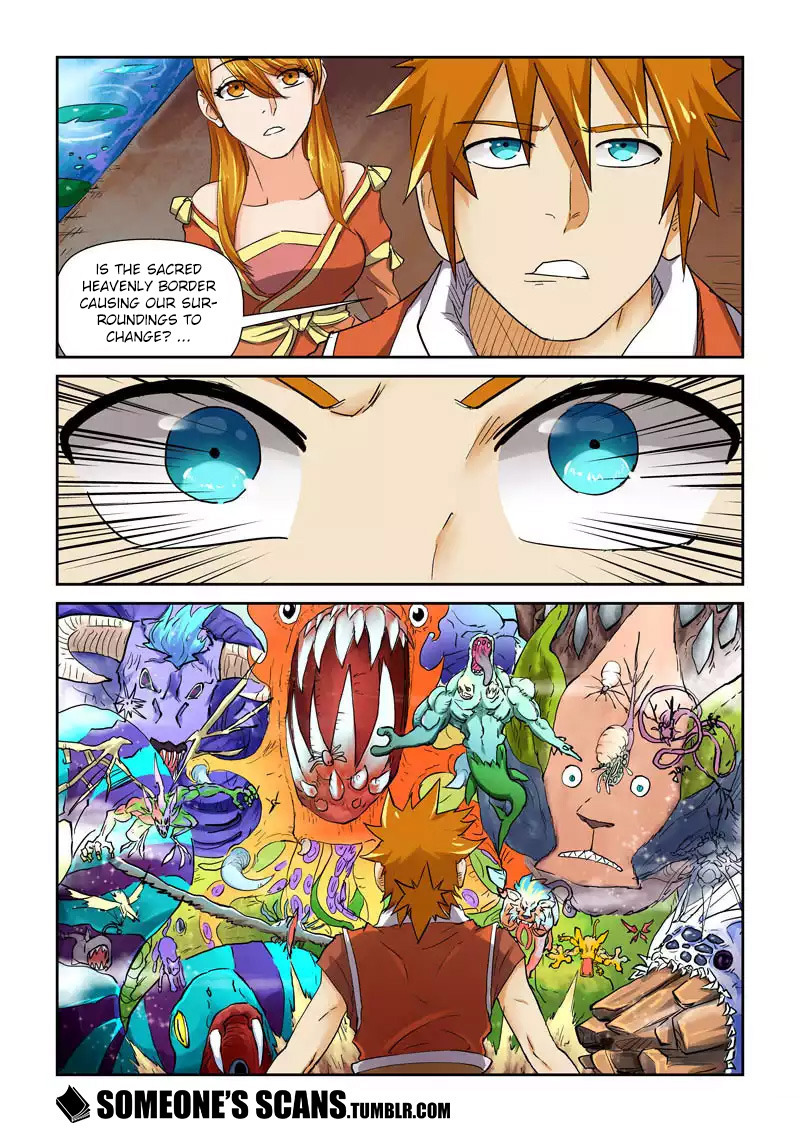 IS THE SACRED
HEAVENLY BORDER
CAUSING OUR SUR-
ROUNDINGS TO
CHANGE? ...
SOMEONE'S SCANS.TUMBLR.COM